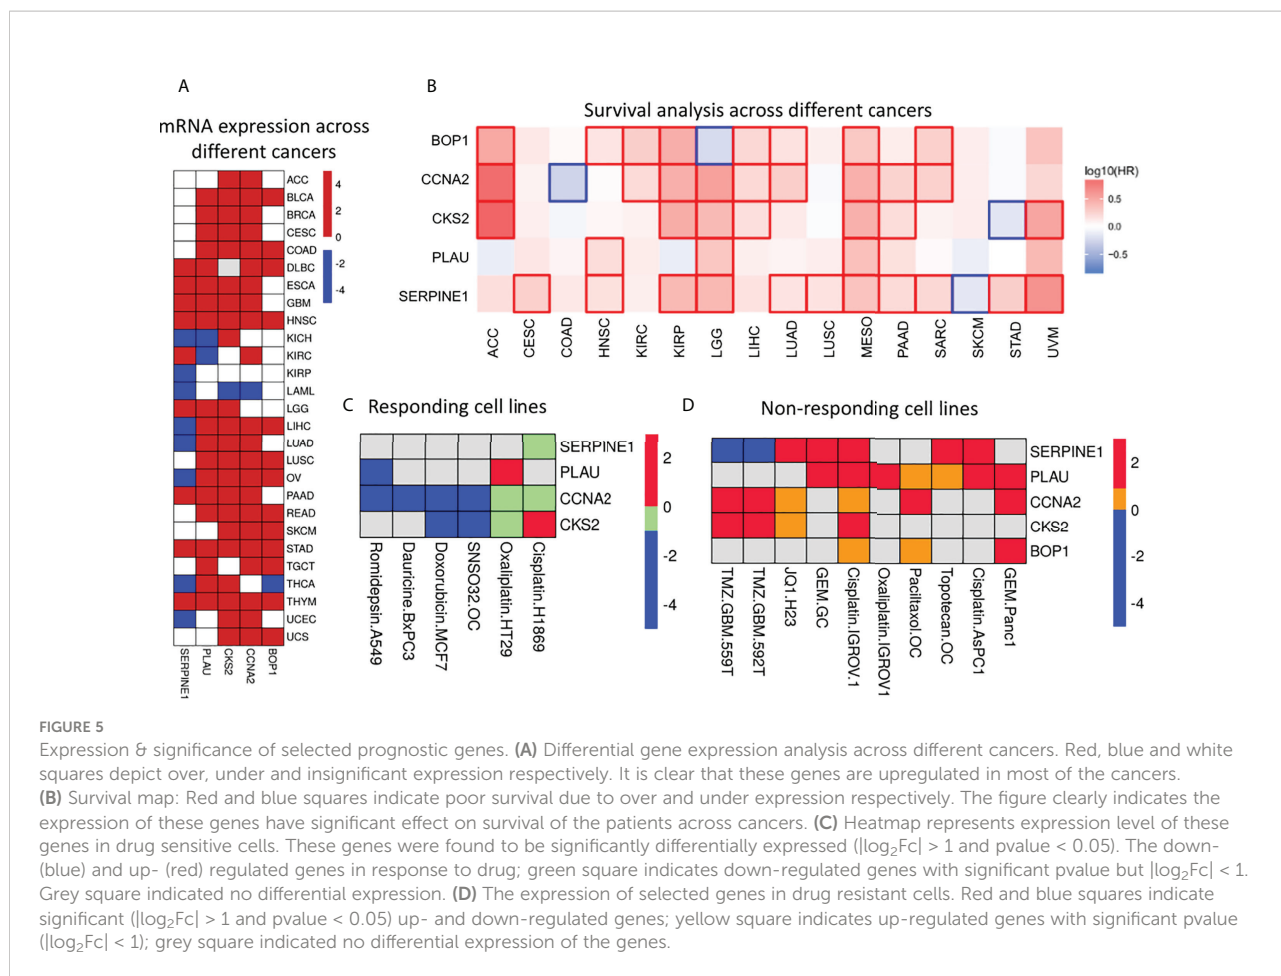 A
mRNA expression across
different cancers
ACC
BLCA
BRCA
CESC
COAD
DLBC
ESCA
GBM
HNSC
KICH
KIRC
KIRP
LAML
LGG
LIHC
LUAD
LUSC
OV
PAAD
READ
SKCM
STAD
TGCT
THCA
THYM
UCEC
UCS
SERPINE1
PLAU
CKS2
CCNA2
BOP1
4
2
0
-2
-4
B
Survival analysis across different cancers
BOP1
CCNA2
CKS2
PLAU
SERPINE1
ACC
CESC
COAD
HNSC
KIRC
KIRP
LGG
LIHC
LUAD
LUSC
MESO
PAAD
SARC
SKCM
STAD
UVM
log10(HR)
0.5
0.0
-0.5
C
Responding cell lines
SERPINE1
PLAU
CCNA2
CKS2
Romidepsin.A549
Dauricine.BxPC3
Doxorubicin.MCF7
SNSO32.OC
Oxaliplatin.HT29
Cisplatin.H1869
2
0
-2
-4
D
Non-responding cell lines
SERPINE1
PLAU
CCNA2
CKS2
BOP1
TMZ.GBM.559T
TMZ.GBM.592T
JQ1.H23
GEM.GC
Cisplatin.IGROV.1
Oxaliplatin.IGROV1
Paciltaxol.OC
Topotecan.OC
Cisplatin.AsPC1
GEM.Panc1
2
0
-2
-4
FIGURE 5
Expression & significance of selected prognostic genes. (A) Differential gene expression analysis across different cancers. Red, blue and white
squares depict over, under and insignificant expression respectively. It is clear that these genes are upregulated in most of the cancers.
(B) Survival map: Red and blue squares indicate poor survival due to over and under expression respectively. The figure clearly indicates the
expression of these genes have significant effect on survival of the patients across cancers. (C) Heatmap represents expression level of these
genes in drug sensitive cells. These genes were found to be significantly differentially expressed (|log₂Fc| > 1 and pvalue < 0.05). The down-
(blue) and up- (red) regulated genes in response to drug; green square indicates down-regulated genes with significant pvalue but |log₂Fc| < 1.
Grey square indicated no differential expression. (D) The expression of selected genes in drug resistant cells. Red and blue squares indicate
significant (|log₂Fc| > 1 and pvalue < 0.05) up- and down-regulated genes; yellow square indicates up-regulated genes with significant pvalue
(|log₂Fc| < 1); grey square indicated no differential expression of the genes.